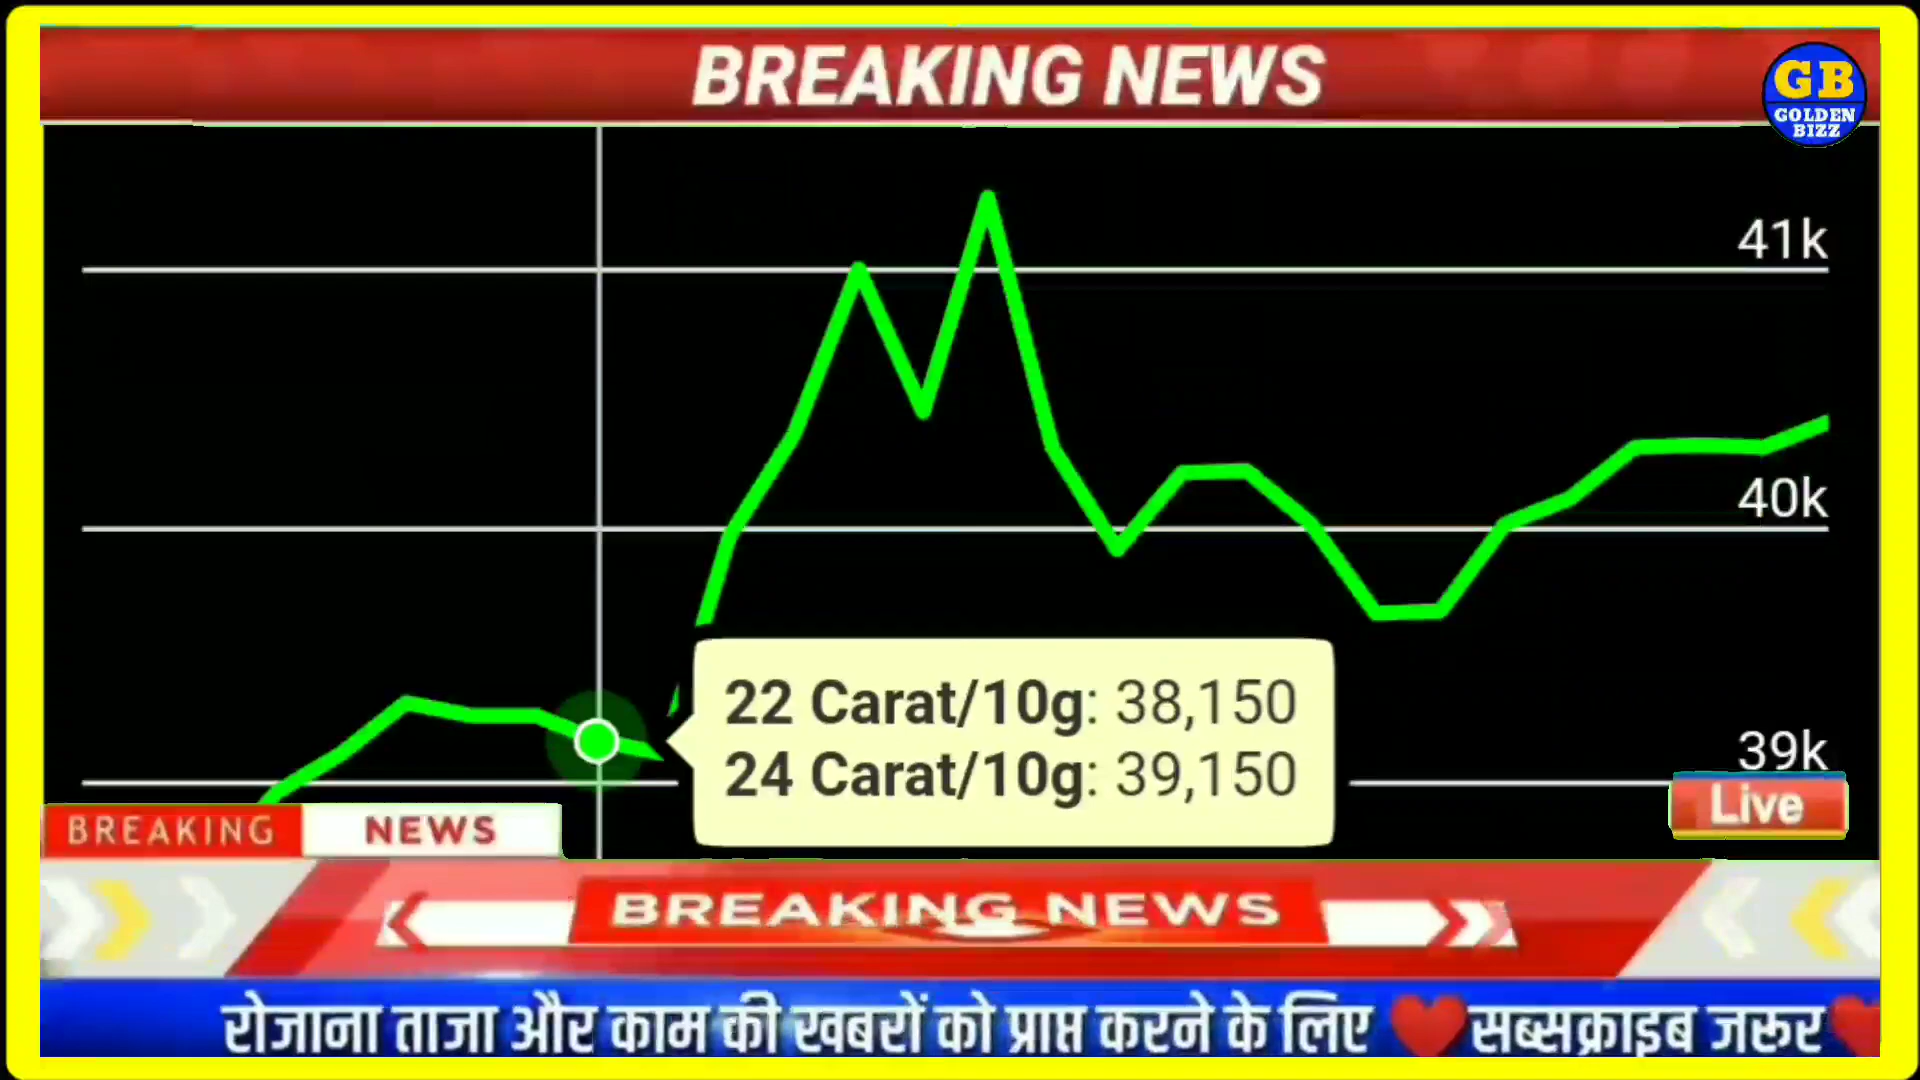 BREAKING NEWS
GB
GOLDEN
BIZZ
41k
40k
22 Carat/10g: 38,150
24 Carat/10g: 39,150
39k
Live
BREAKING NEWS
BREAKING NEWS
रोजाना ताजा और काम की खबरों को प्राप्त करने के लिए ❤️सब्सक्राइब जरूर❤️